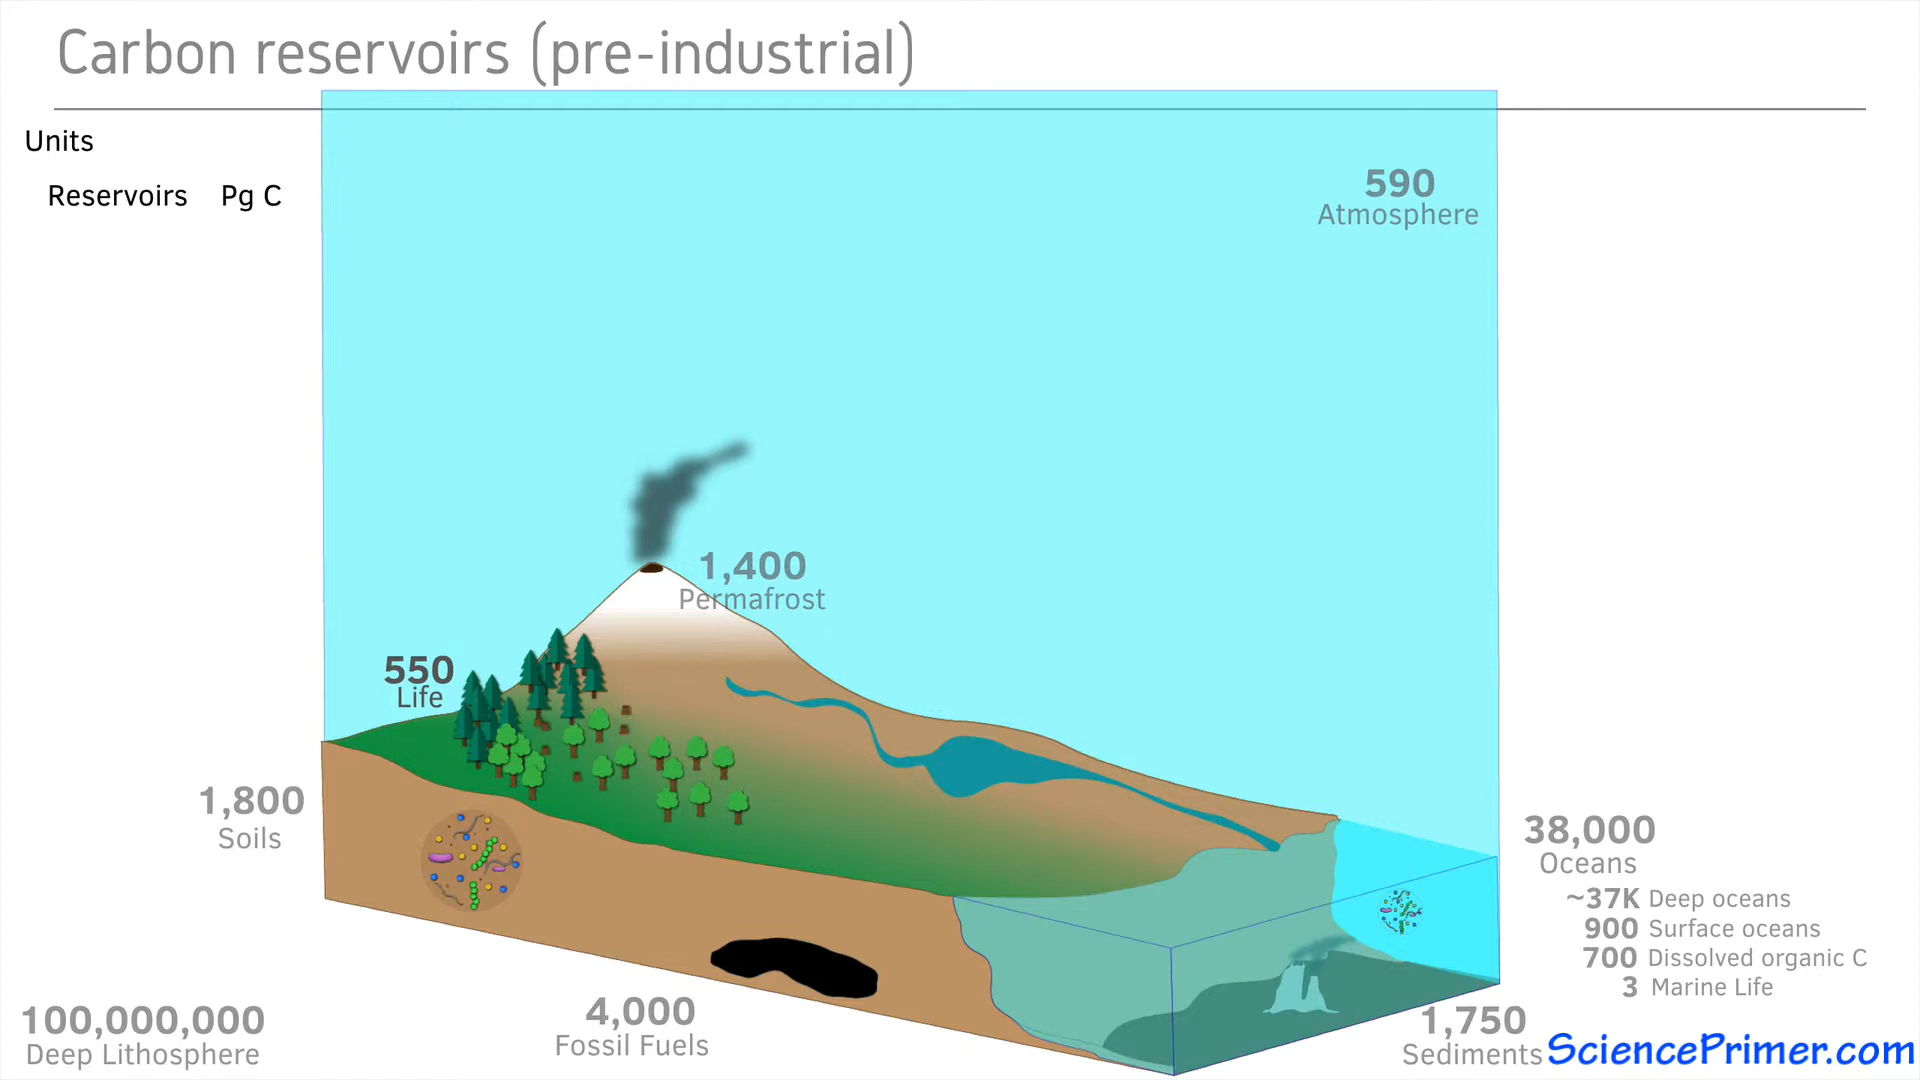 Carbon reservoirs (pre-industrial)
Units
Reservoirs Pg C
590
Atmosphere
1,400
Permafrost
550
Life
1,800
Soils
38,000
Oceans
~37K Deep oceans
900 Surface oceans
700 Dissolved organic C
3 Marine Life
100,000,000
Deep Lithosphere
4,000
Fossil Fuels
1,750
Sediments
SciencePrimer.com